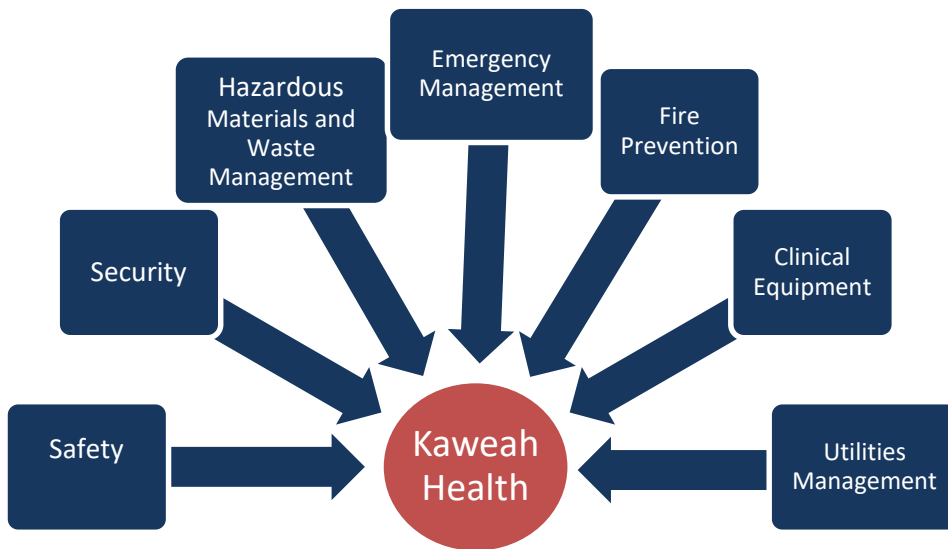 Emergency
Management
Hazardous
Materials and
Waste
Management
Fire
Prevention
Security
Clinical
Equipment
Safety
Kaweah
Health
Utilities
Management